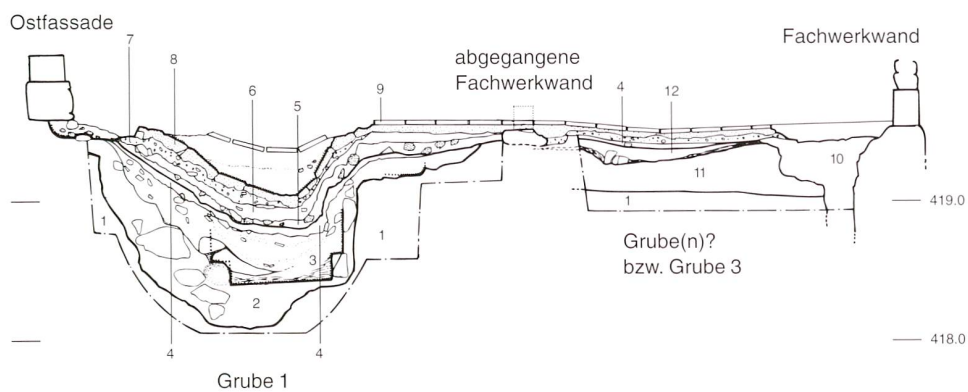 Ostfassade
Fachwerkwand
abgegangene
Fachwerkwand
7
8
6
5
9
4
12
10
11
1
1
1
3
2
4
4
419.0
418.0
Grube(n)?
bzw. Grube 3
Grube 1